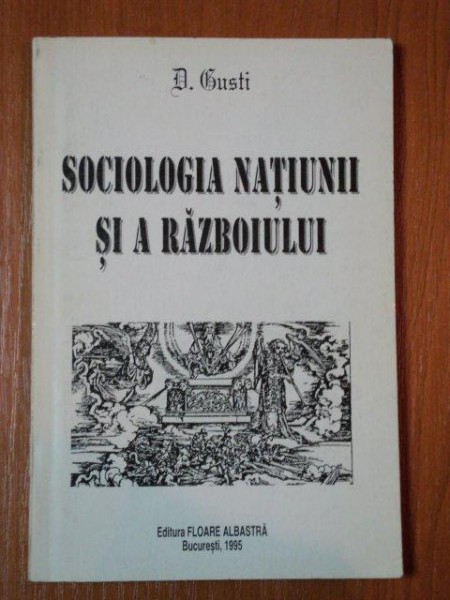 D. Gusti
SOCIOLOGIA NAȚIUNII
ȘI A RĂZBOIULUI
Editura FLOARE ALBASTRĂ
București, 1995